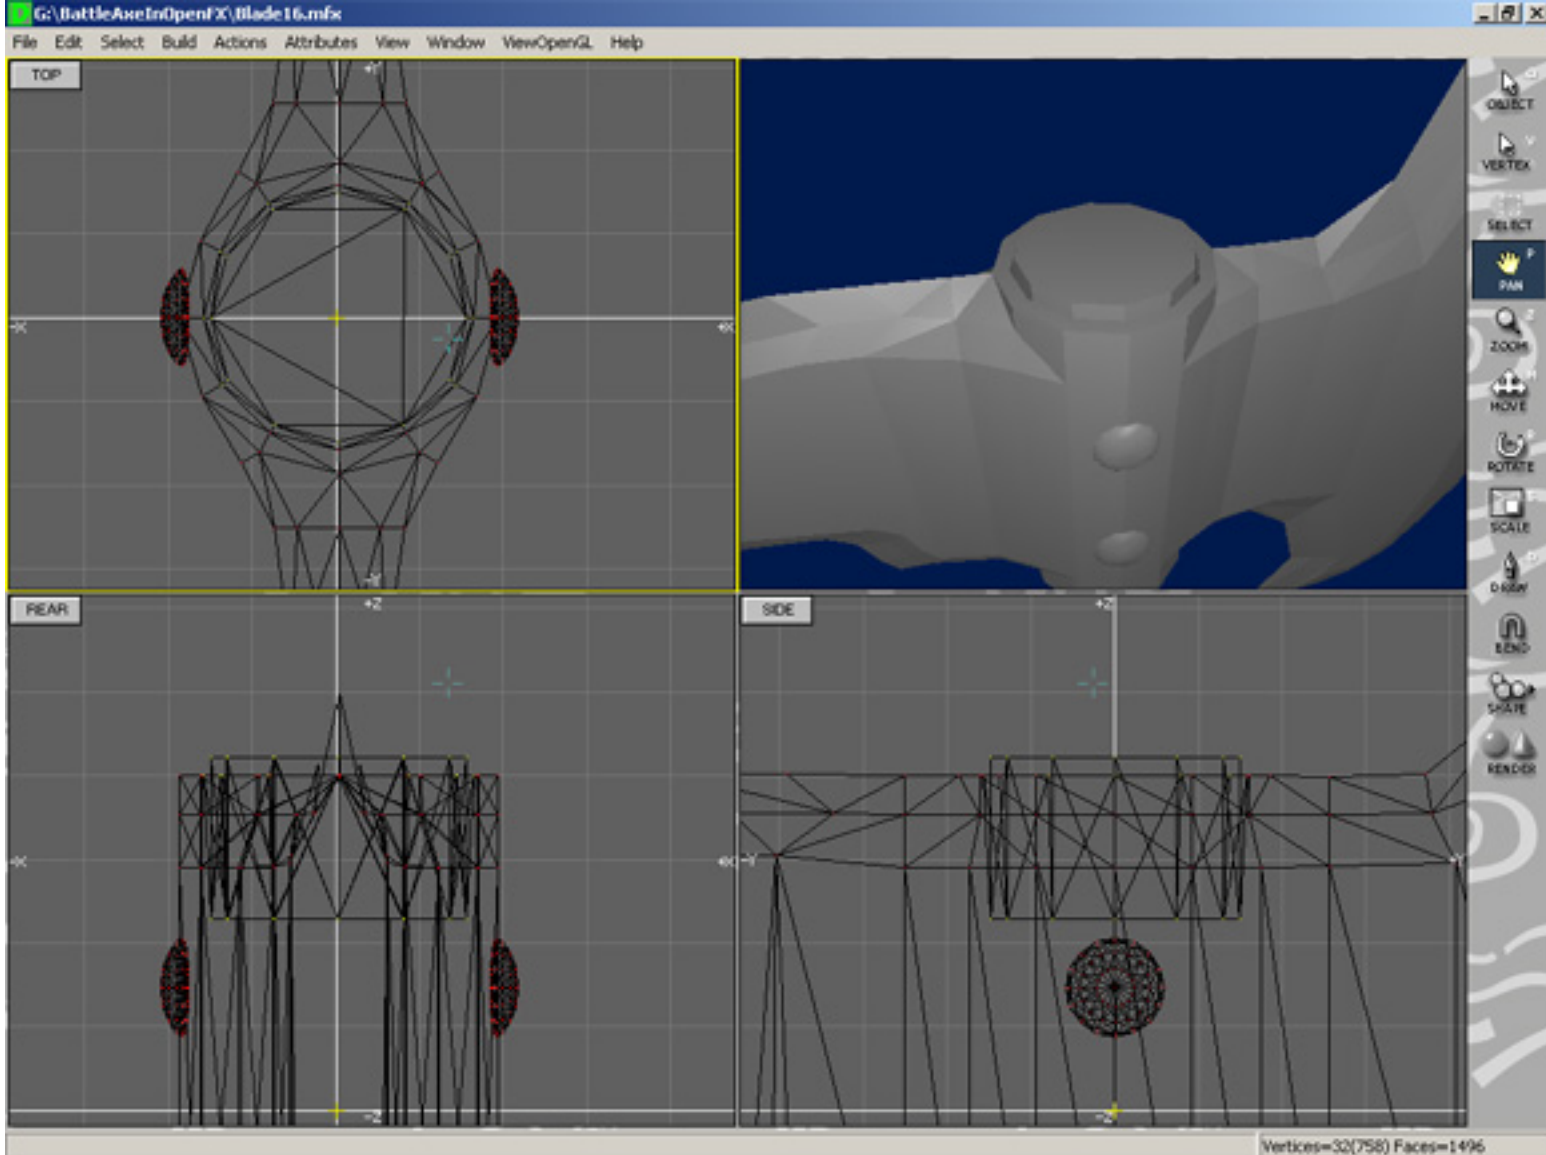 G:\BattleAxeInOpenFX\Blade16.mfx
File Edit Select Build Actions Attributes View Window ViewOpenGL Help
TOP
+Y
-X
-Y
REAR
+Z
-X
-Z
SIDE
+Z
-Y
-Z
OBJECT
V
VERTEX
SELECT
P
PAN
Z
ZOOM
M
MOVE
ROTATE
SCALE
D
DRAW
BEND
SHAPE
RENDER
Vertices=32(758) Faces=1496